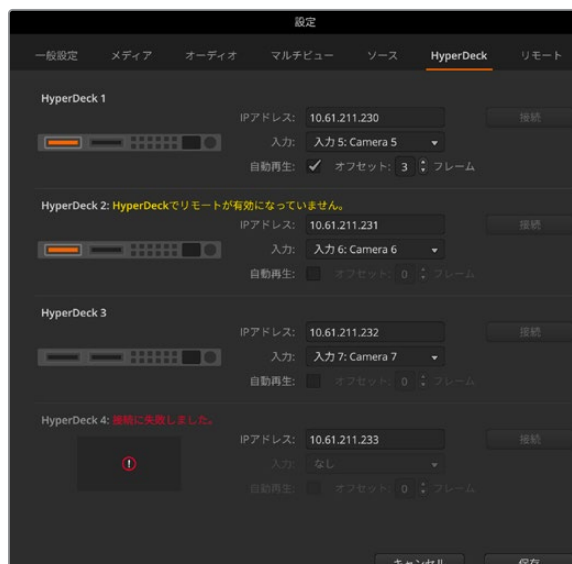 設定
一般設定 メディア オーディオ マルチビュー ソース HyperDeck リモート
HyperDeck 1
IPアドレス: 10.61.211.230 接続
入力: 入力 5: Camera 5
自動再生: オフセット: 3 フレーム
HyperDeck 2: HyperDeckでリモートが有効になっていません。
IPアドレス: 10.61.211.231 接続
入力: 入力 6: Camera 6
自動再生: オフセット: 0 フレーム
HyperDeck 3
IPアドレス: 10.61.211.232 接続
入力: 入力 7: Camera 7
自動再生: オフセット: 0 フレーム
HyperDeck 4: 接続に失敗しました。
IPアドレス: 10.61.211.233 接続
入力: なし
自動再生: オフセット: 0 フレーム
キャンセル 保存